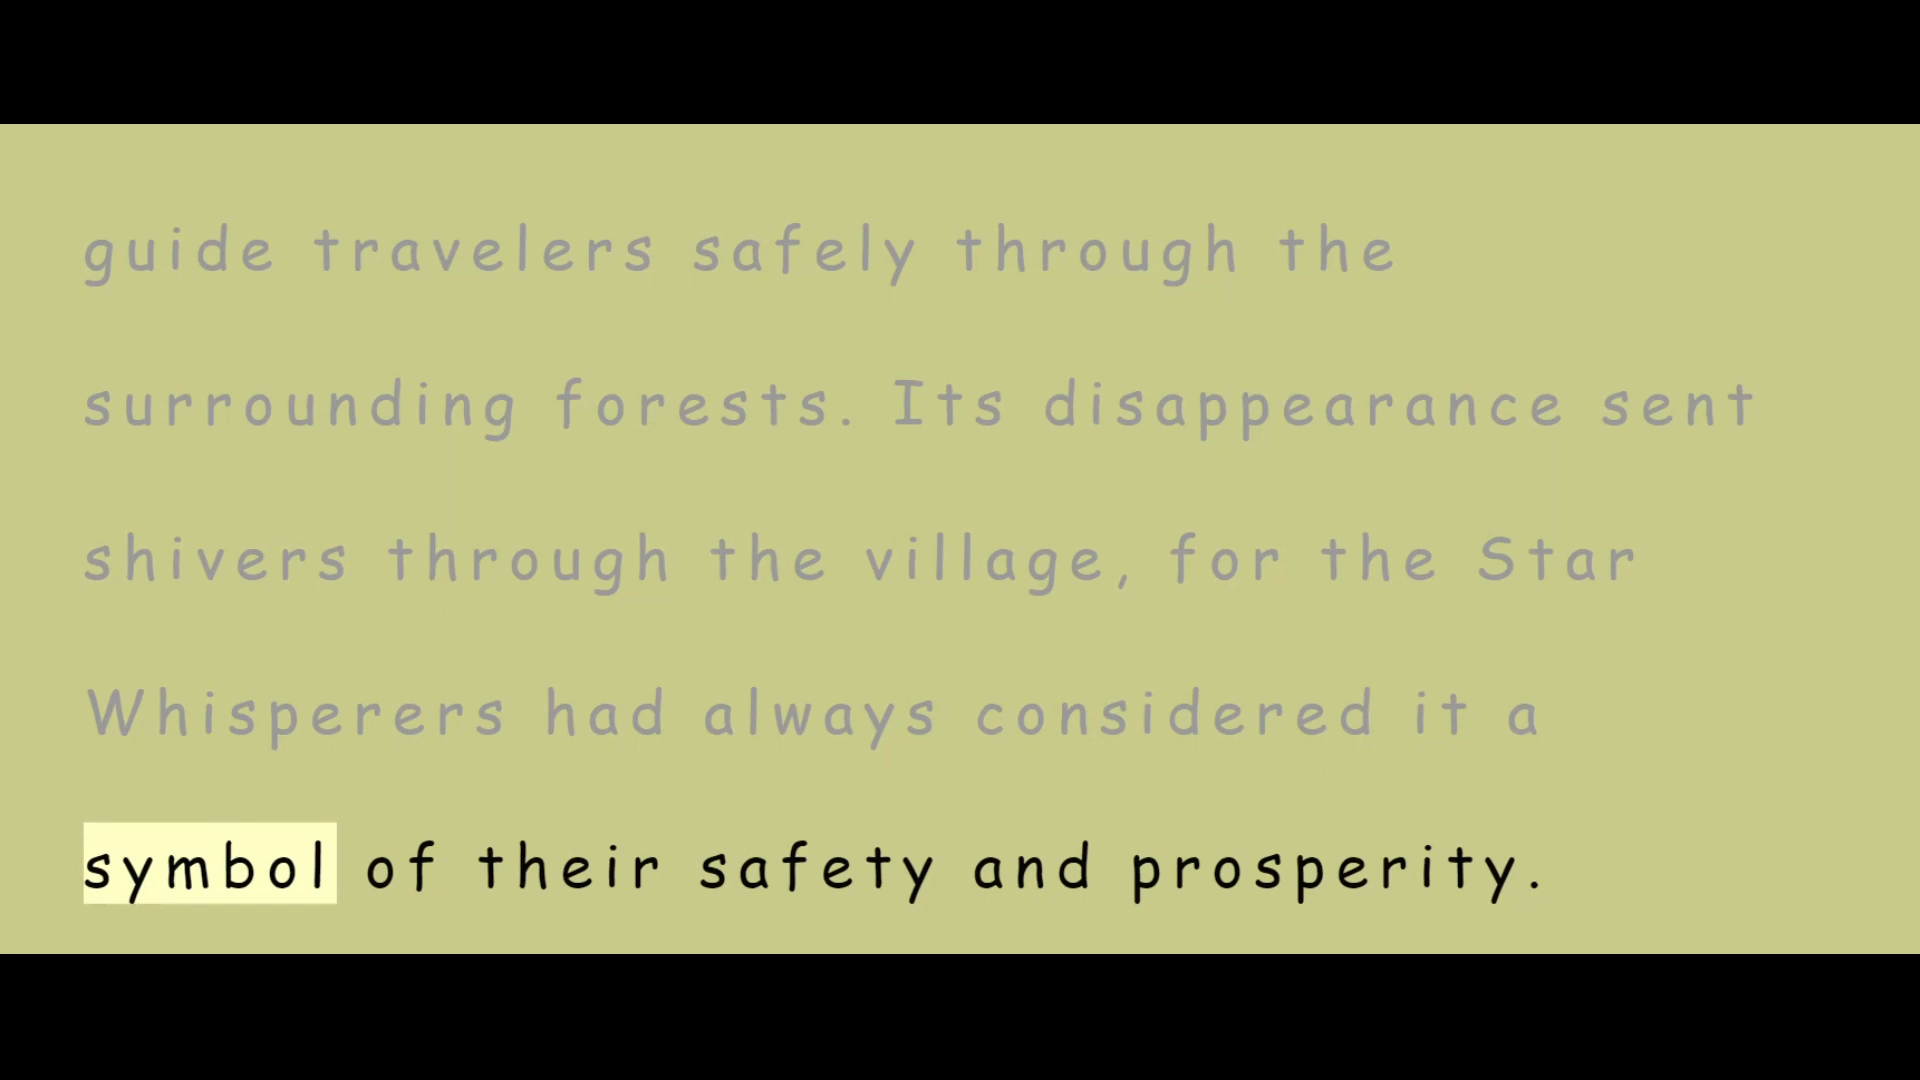 guide travelers safely through the
surrounding forests. Its disappearance sent
shivers through the village, for the Star
Whisperers had always considered it a
symbol of their safety and prosperity.